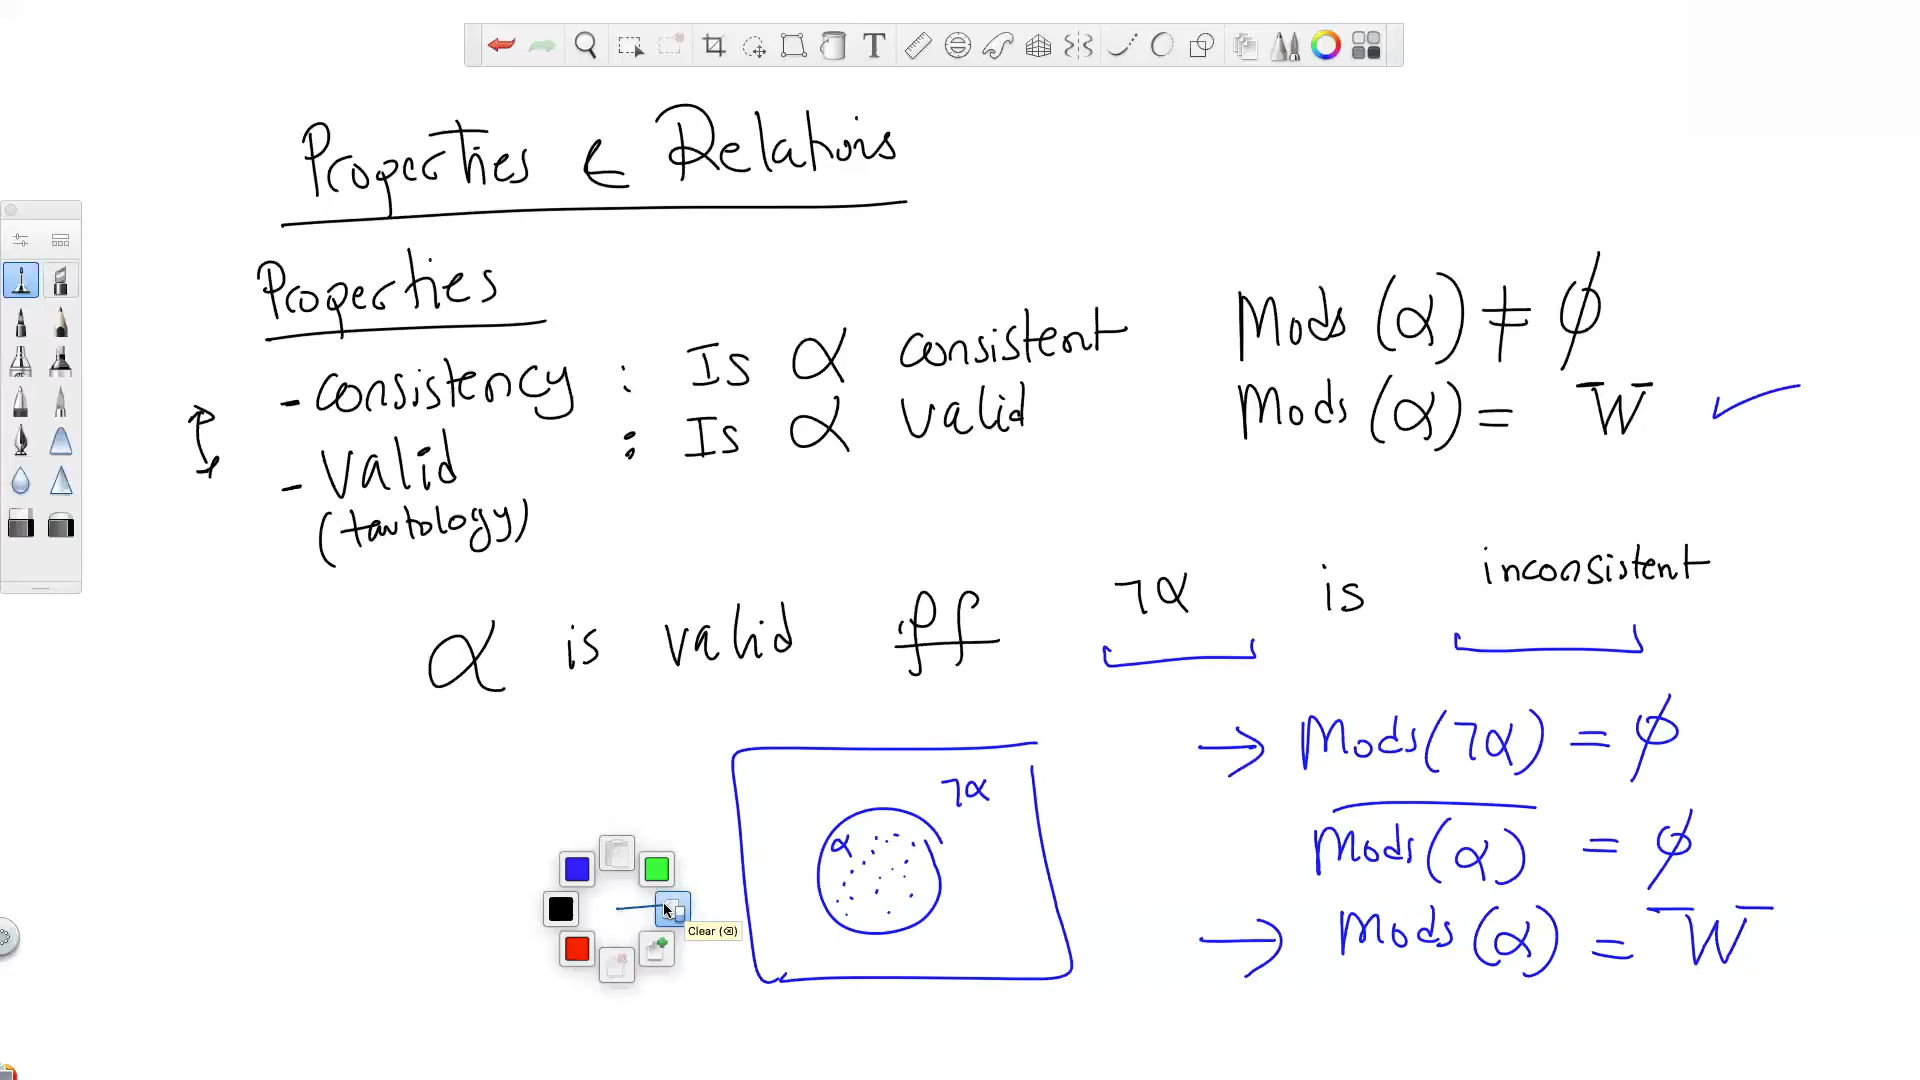 Properties & Relations
Properties
- consistency : Is α consistent Mods (α) ≠ ϕ
- Valid : Is α valid Mods (α) = W
(tautology)
α is valid iff ¬α is inconsistent
→ Mods(¬α) = ϕ
¬α
α
Mods(α) = ϕ
→ Mods (α) = W
Clear (⌫)
T